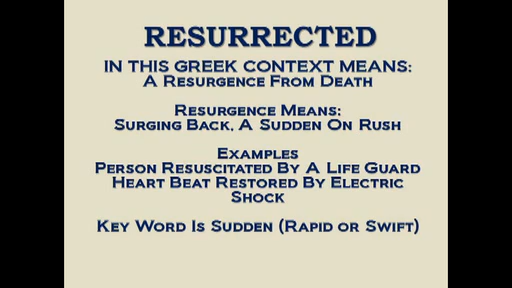 RESURRECTED
IN THIS GREEK CONTEXT MEANS:
A RESURGENCE FROM DEATH
RESURGENCE MEANS:
SURGING BACK, A SUDDEN ON RUSH
EXAMPLES
PERSON RESUSCITATED BY A LIFE GUARD
HEART BEAT RESTORED BY ELECTRIC
SHOCK
KEY WORD IS SUDDEN (RAPID OR SWIFT)